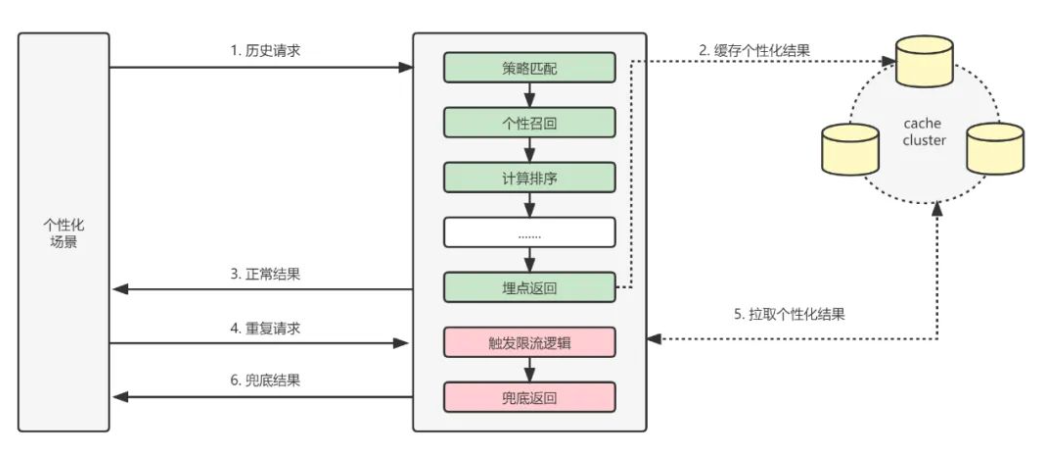 1. 历史请求
2. 缓存个性化结果
策略匹配
个性召回
cache
cluster
计算排序
个性化
场景
.......
3. 正常结果
埋点返回
4. 重复请求
5. 拉取个性化结果
触发限流逻辑
6. 兜底结果
兜底返回